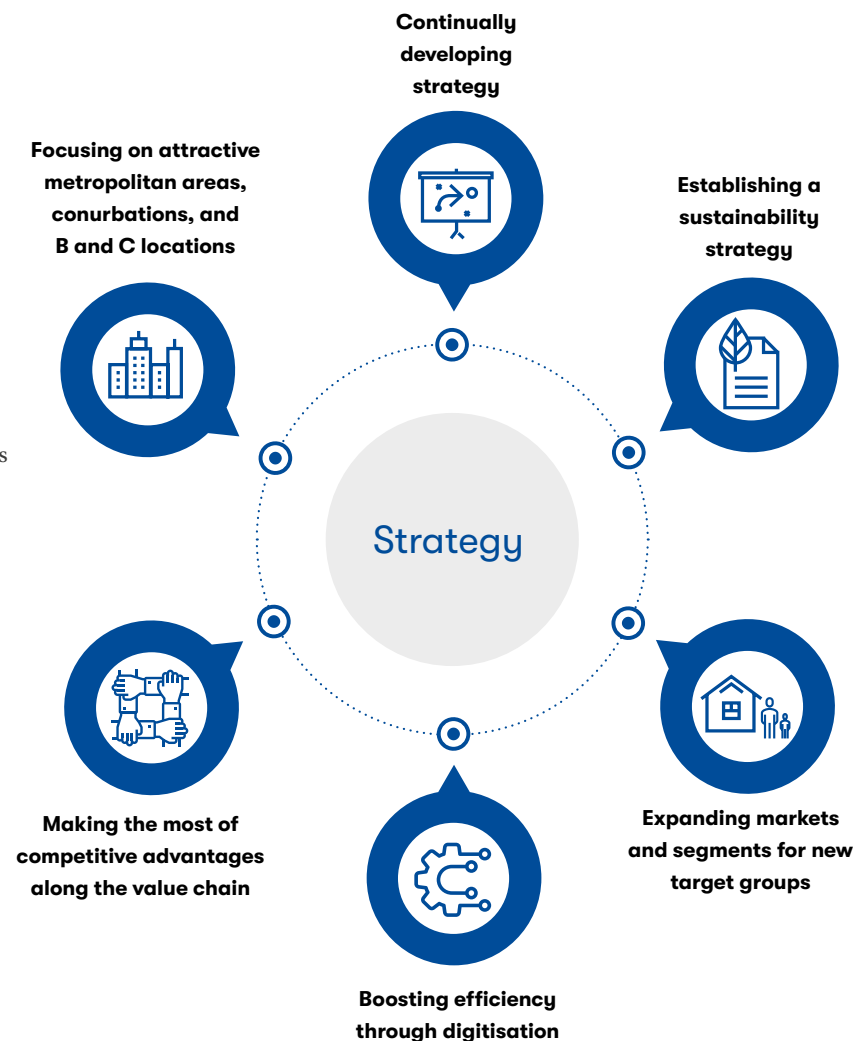 Continually
developing
strategy
Focusing on attractive
metropolitan areas,
conurbations, and
B and C locations
Establishing a
sustainability
strategy
s
Strategy
Making the most of
competitive advantages
along the value chain
Expanding markets
and segments for new
target groups
Boosting efficiency
through digitisation